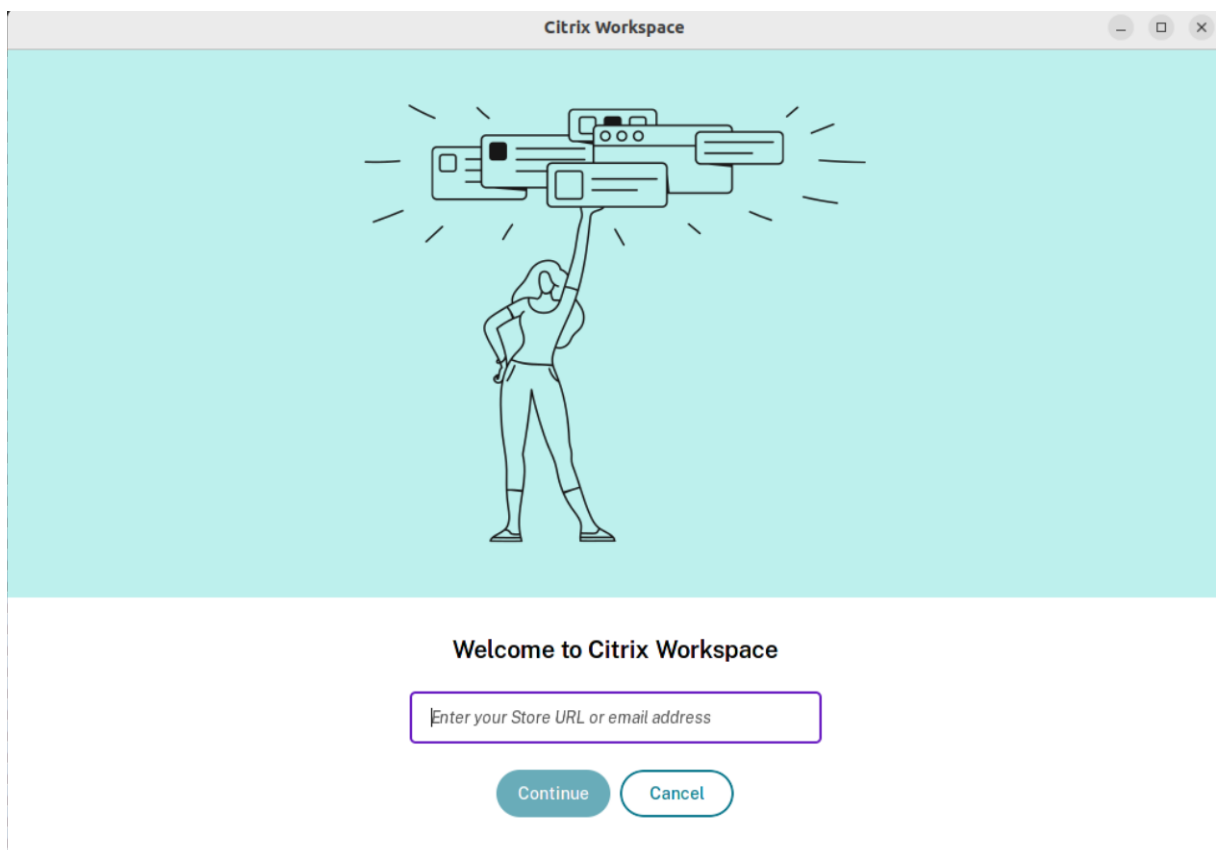 Citrix Workspace
Welcome to Citrix Workspace
Enter your Store URL or email address
Continue Cancel